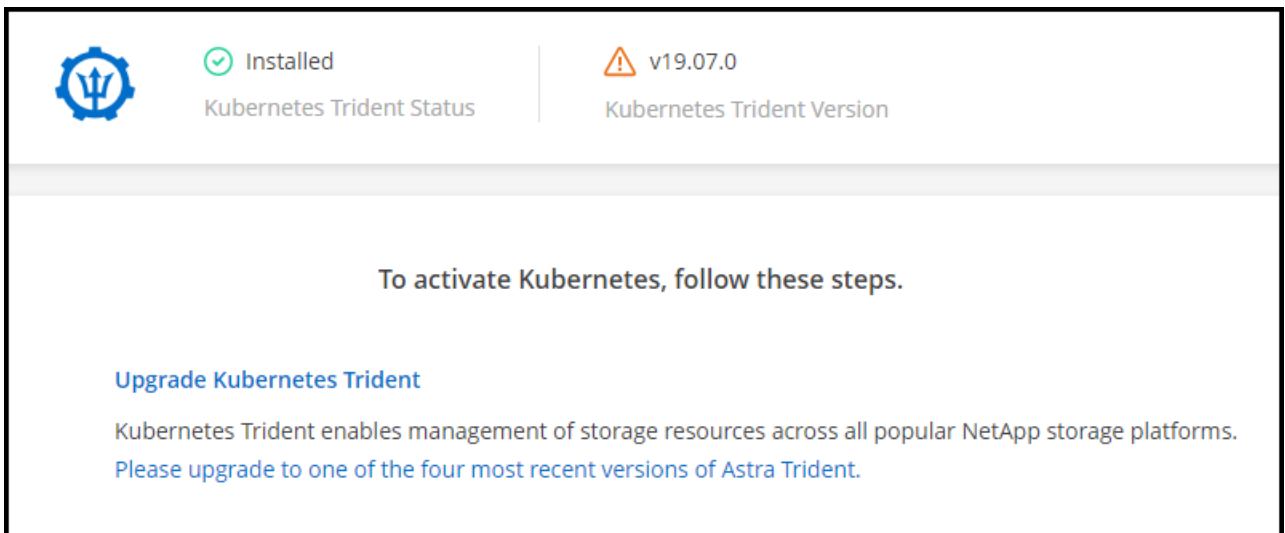 Installed
Kubernetes Trident Status
v19.07.0
Kubernetes Trident Version
To activate Kubernetes, follow these steps.
Upgrade Kubernetes Trident
Kubernetes Trident enables management of storage resources across all popular NetApp storage platforms.
Please upgrade to one of the four most recent versions of Astra Trident.